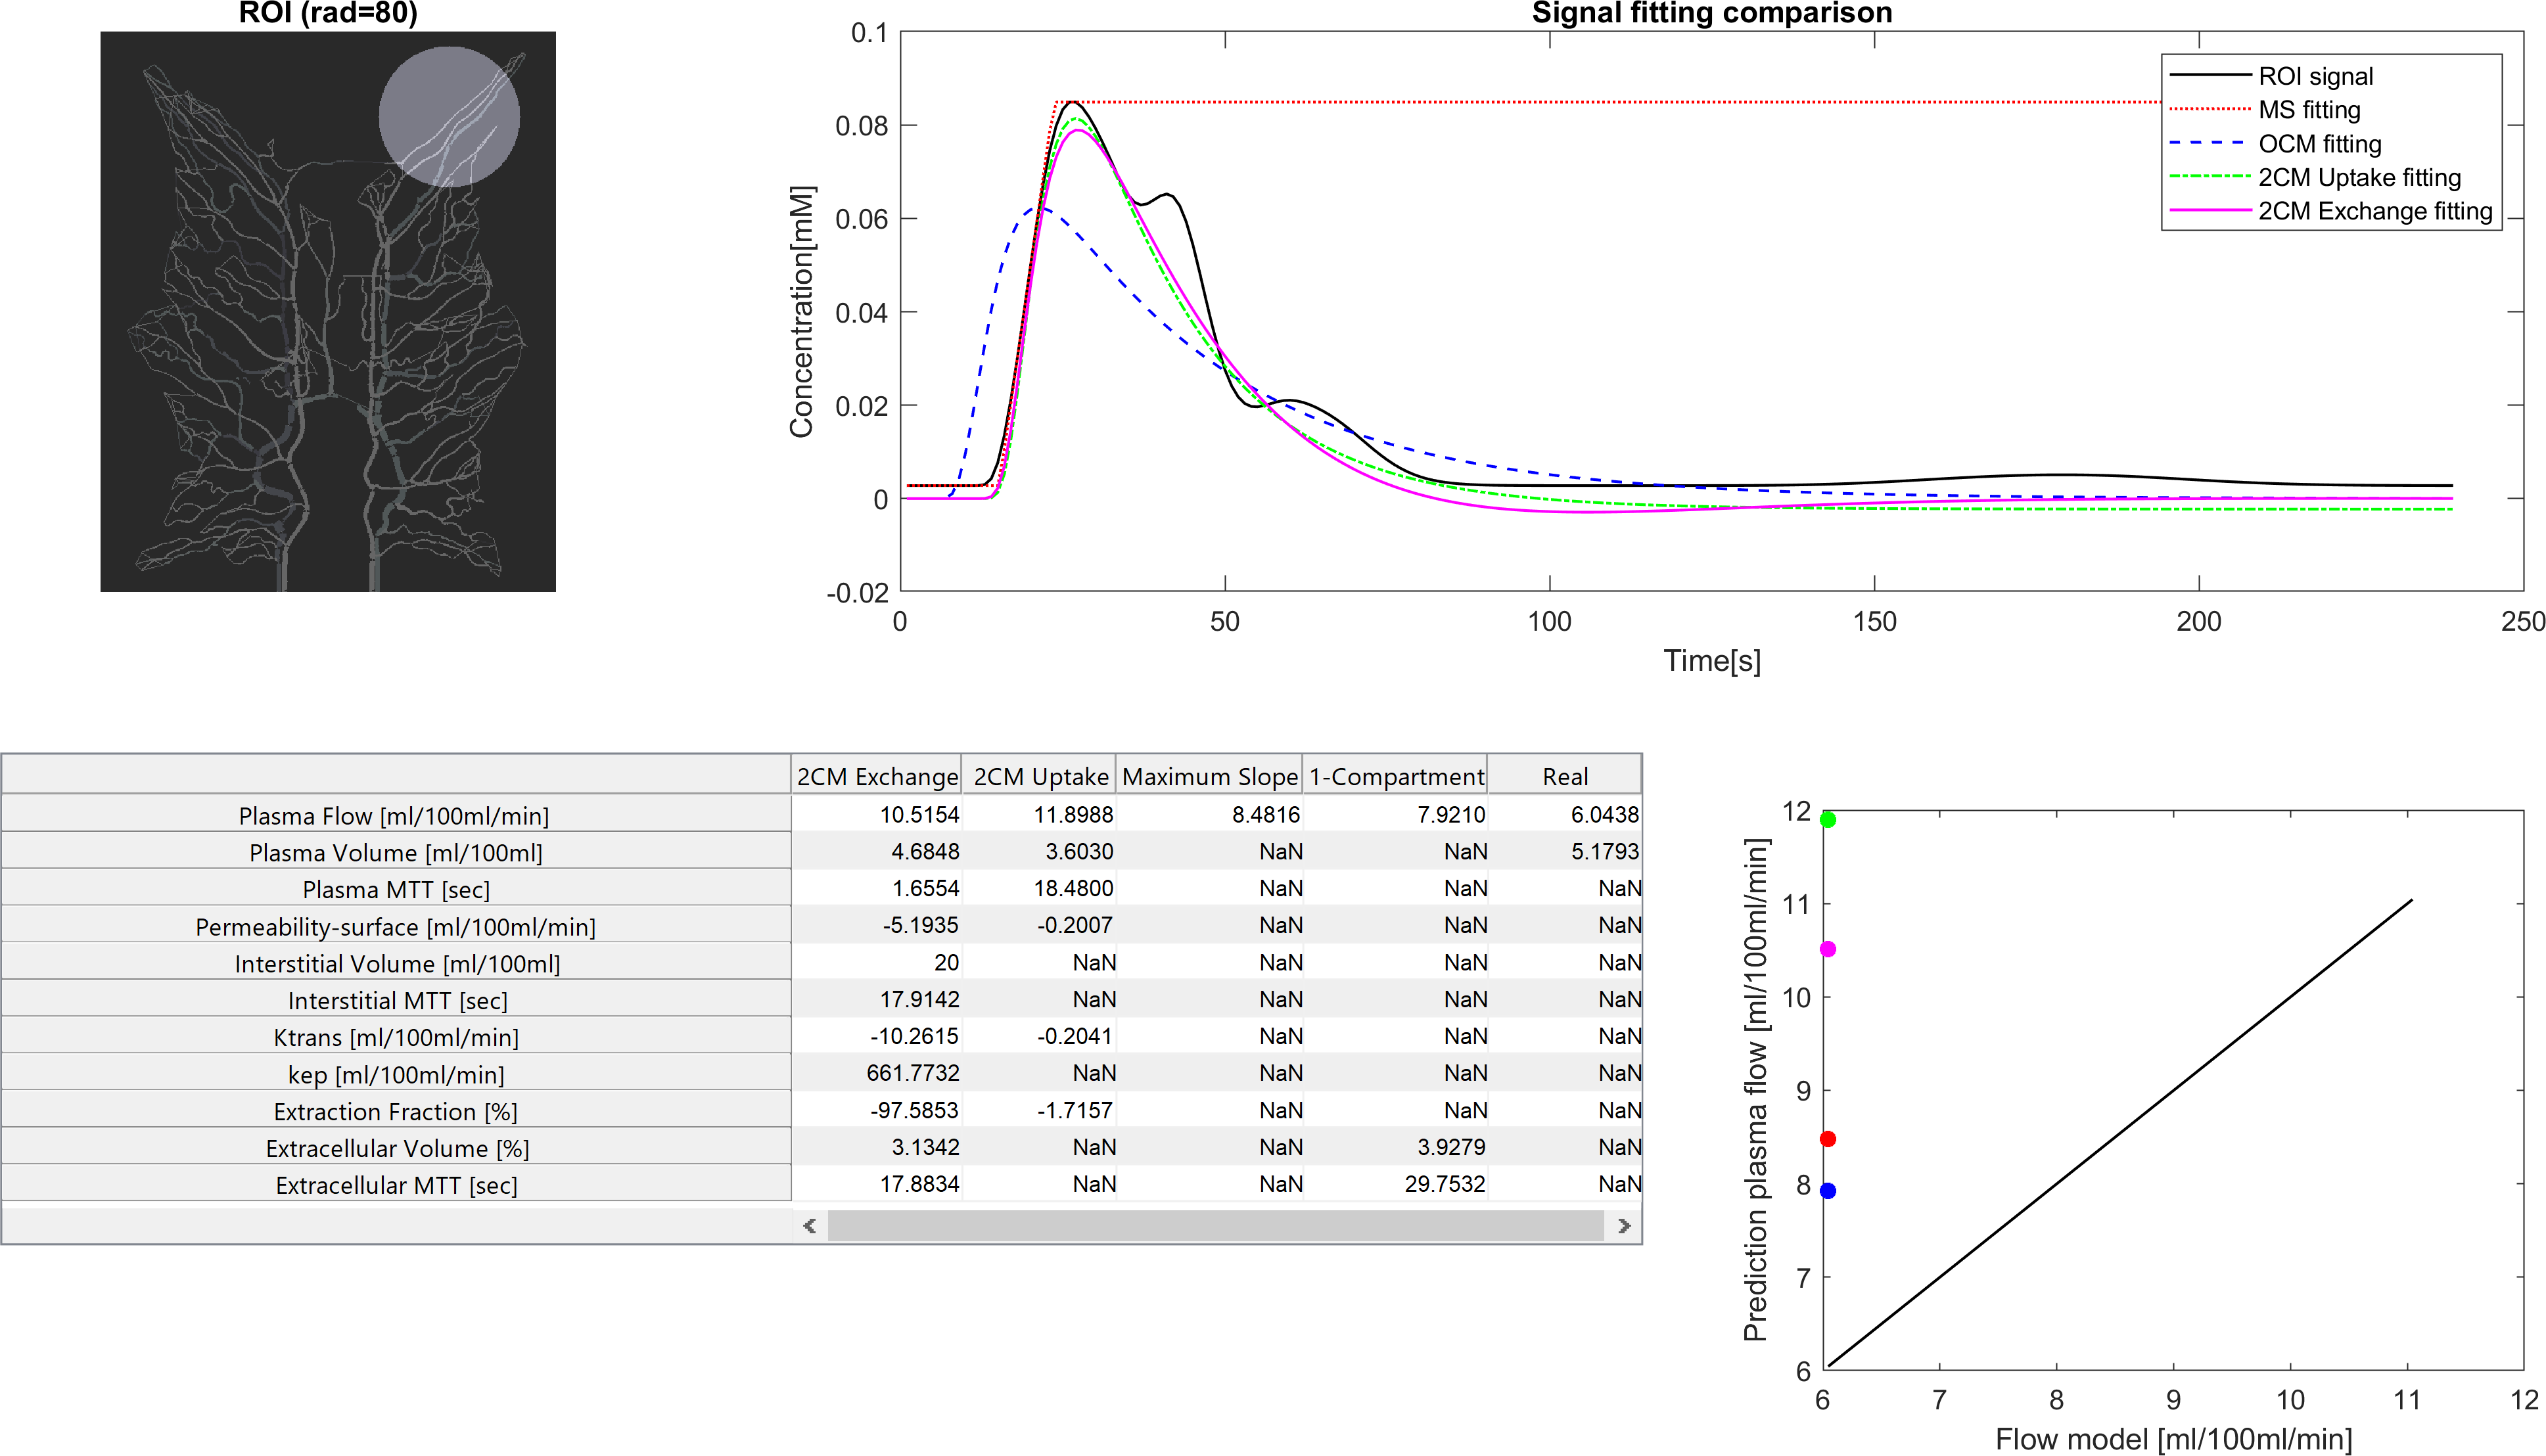 ROI (rad=80)
Signal fitting comparison
0.1
0.08
0.06
0.04
0.02
0
-0.02
Concentration[mM]
0 50 100 150 200 250
Time[s]
ROI signal
MS fitting
OCM fitting
2CM Uptake fitting
2CM Exchange fitting
2CM Exchange 2CM Uptake Maximum Slope 1-Compartment Real
Plasma Flow [ml/100ml/min] 10.5154 11.8988 8.4816 7.9210 6.0438
Plasma Volume [ml/100ml] 4.6848 3.6030 NaN NaN 5.1793
Plasma MTT [sec] 1.6554 18.4800 NaN NaN NaN
Permeability-surface [ml/100ml/min] -5.1935 -0.2007 NaN NaN NaN
Interstitial Volume [ml/100ml] 20 NaN NaN NaN NaN
Interstitial MTT [sec] 17.9142 NaN NaN NaN NaN
Ktrans [ml/100ml/min] -10.2615 -0.2041 NaN NaN NaN
kep [ml/100ml/min] 661.7732 NaN NaN NaN NaN
Extraction Fraction [%] -97.5853 -1.7157 NaN NaN NaN
Extracellular Volume [%] 3.1342 NaN NaN 3.9279 NaN
Extracellular MTT [sec] 17.8834 NaN NaN 29.7532 NaN
12
11
10
9
8
7
6
Prediction plasma flow [ml/100ml/min]
6 7 8 9 10 11 12
Flow model [ml/100ml/min]